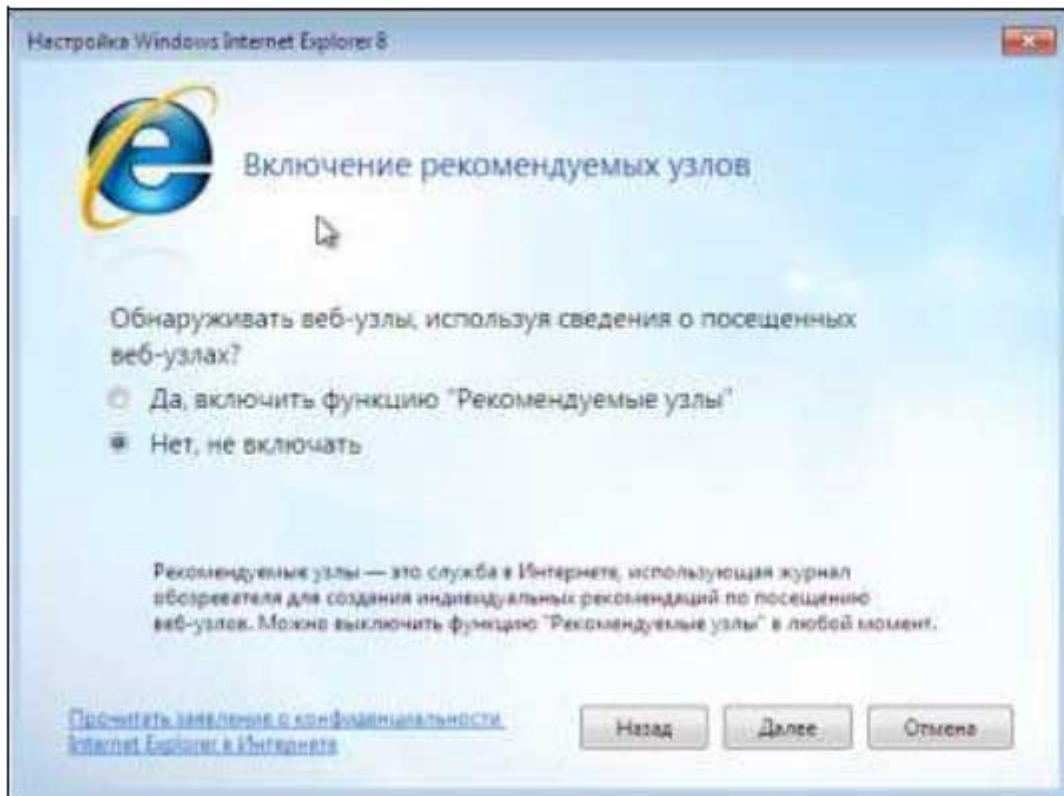 Настройка Windows Internet Explorer 8
Включение рекомендуемых узлов
Обнаруживать веб-узлы, используя сведения о посещенных
веб-узлах?
Да, включить функцию "Рекомендуемые узлы"
Нет, не включать
Рекомендуемые узлы — это служба в Интернете, использующая журнал
обозревателя для создания индивидуальных рекомендаций по посещению
веб-узлов. Можно выключить функцию "Рекомендуемые узлы" в любой момент.
Прочитать заявление о конфиденциальности
Internet Explorer в Интернете
Назад
Далее
Отмена